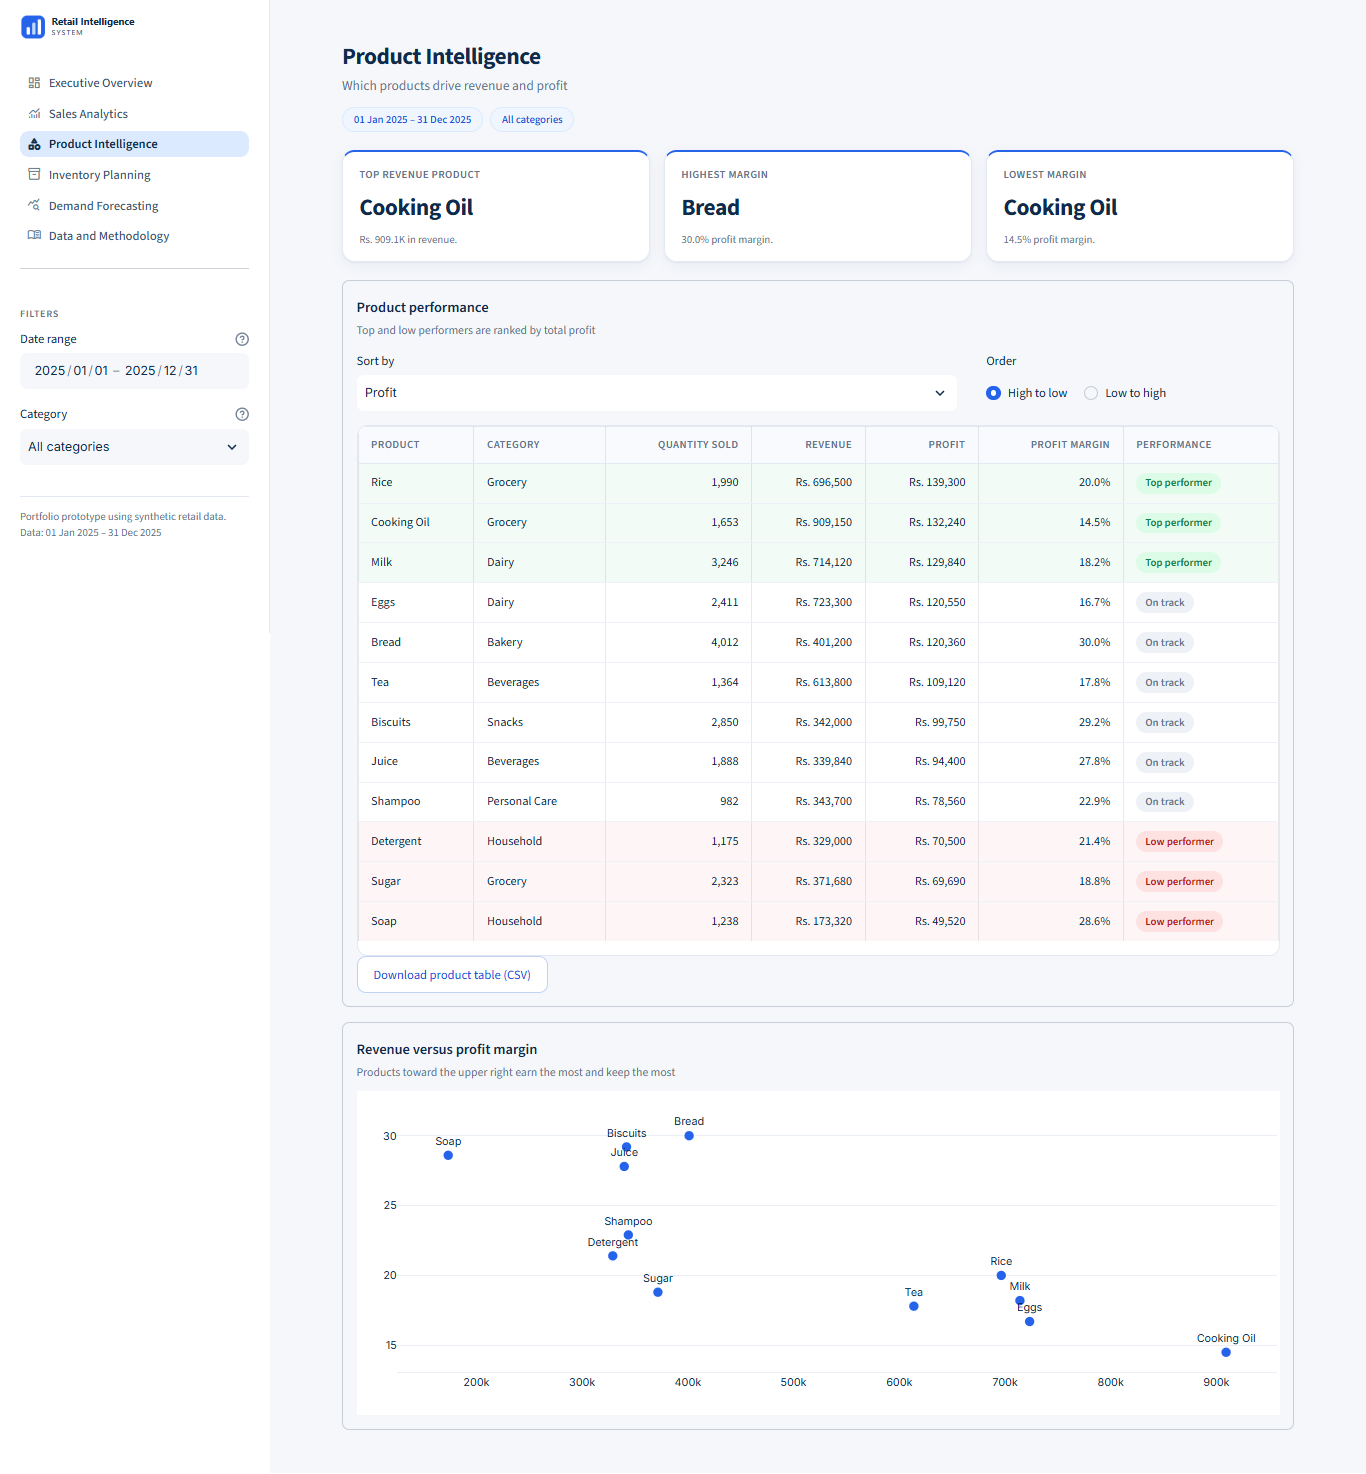 Retail Intelligence
SYSTEM
Executive Overview
Sales Analytics
Product Intelligence
Inventory Planning
Demand Forecasting
Data and Methodology
FILTERS
Date range
2025/01/01 – 2025/12/31
Category
All categories
Portfolio prototype using synthetic retail data.
Data: 01 Jan 2025 – 31 Dec 2025
Product Intelligence
Which products drive revenue and profit
01 Jan 2025 – 31 Dec 2025 All categories
TOP REVENUE PRODUCT
Cooking Oil
Rs. 909.1K in revenue.
HIGHEST MARGIN
Bread
30.0% profit margin.
LOWEST MARGIN
Cooking Oil
14.5% profit margin.
Product performance
Top and low performers are ranked by total profit
Sort by
Profit
Order
High to low Low to high
PRODUCT CATEGORY QUANTITY SOLD REVENUE PROFIT PROFIT MARGIN PERFORMANCE
Rice Grocery 1,990 Rs. 696,500 Rs. 139,300 20.0% Top performer
Cooking Oil Grocery 1,653 Rs. 909,150 Rs. 132,240 14.5% Top performer
Milk Dairy 3,246 Rs. 714,120 Rs. 129,840 18.2% Top performer
Eggs Dairy 2,411 Rs. 723,300 Rs. 120,550 16.7% On track
Bread Bakery 4,012 Rs. 401,200 Rs. 120,360 30.0% On track
Tea Beverages 1,364 Rs. 613,800 Rs. 109,120 17.8% On track
Biscuits Snacks 2,850 Rs. 342,000 Rs. 99,750 29.2% On track
Juice Beverages 1,888 Rs. 339,840 Rs. 94,400 27.8% On track
Shampoo Personal Care 982 Rs. 343,700 Rs. 78,560 22.9% On track
Detergent Household 1,175 Rs. 329,000 Rs. 70,500 21.4% Low performer
Sugar Grocery 2,323 Rs. 371,680 Rs. 69,690 18.8% Low performer
Soap Household 1,238 Rs. 173,320 Rs. 49,520 28.6% Low performer
Download product table (CSV)
Revenue versus profit margin
Products toward the upper right earn the most and keep the most
Bread
Biscuits
30
Soap
Juice
25
Shampoo
Detergent
Rice
20
Sugar
Milk
Tea
Eggs
Cooking Oil
15
200k 300k 400k 500k 600k 700k 800k 900k